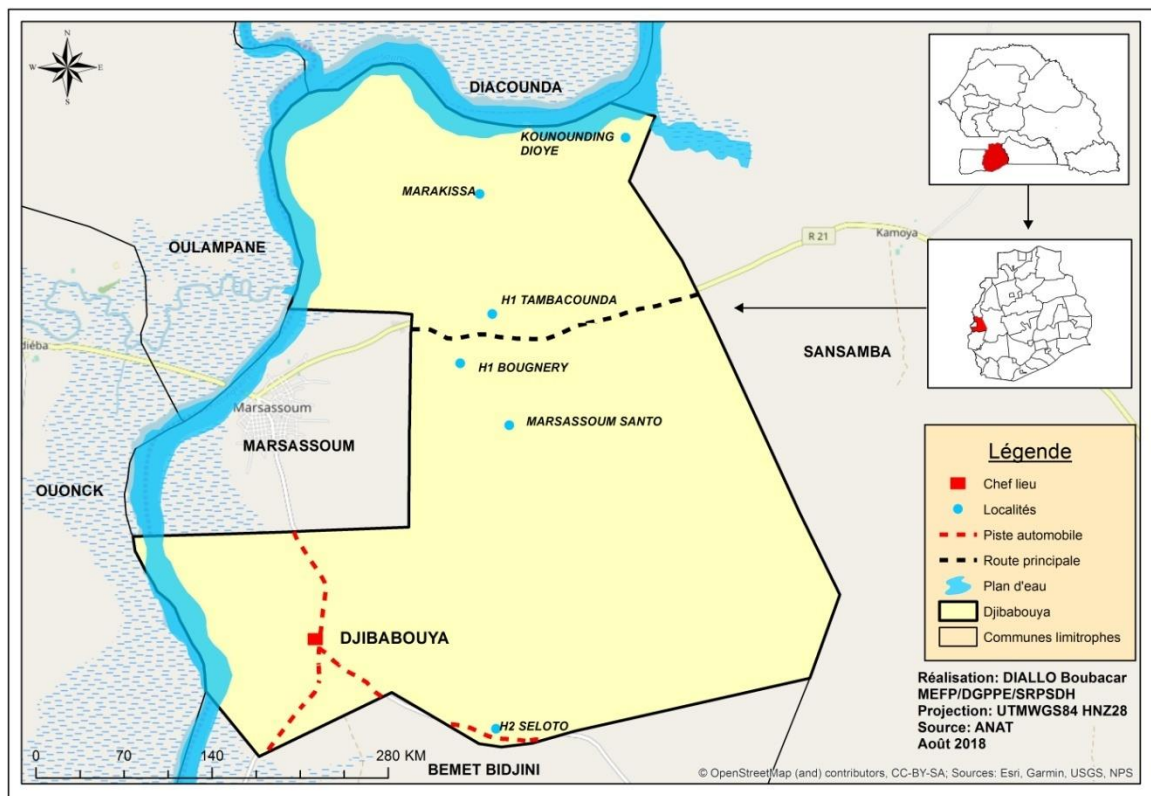 N
W E
S
DIACOUNDA
KOUNOUNDING
DIOYE
MARAKISSA
OULAMPANE
R 21
Kamoya
H1 TAMBACOUNDA
SANSAMBA
diéba
H1 BOUGNERY
Marsassoum
MARSASSOUM SANTO
MARSASSOUM
OUONCK
DJIBABOUYA
H2 SELOTO
BEMET BIDJINI
0 70 140 280 KM
Légende
Chef lieu
Localités
Piste automobile
Route principale
Plan d'eau
Djibabouya
Communes limitrophes
Réalisation: DIALLO Boubacar
MEFP/DGPPE/SRPSDH
Projection: UTMWGS84 HNZ28
Source: ANAT
Août 2018
© OpenStreetMap (and) contributors, CC-BY-SA; Sources: Esri, Garmin, USGS, NPS